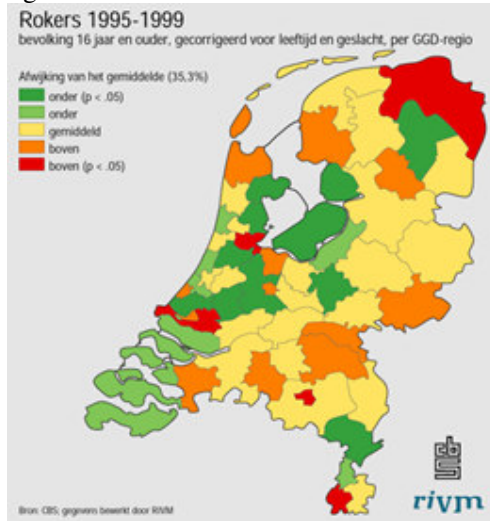 Rokers 1995-1999
bevolking 16 jaar en ouder, gecorrigeerd voor leeftijd en geslacht, per GGD-regio
Afwijking van het gemiddelde (35,3%)
onder (p < .05)
onder
gemiddeld
boven
boven (p < .05)
cbs
Bron: CBS; gegevens bewerkt door RIVM
rivm